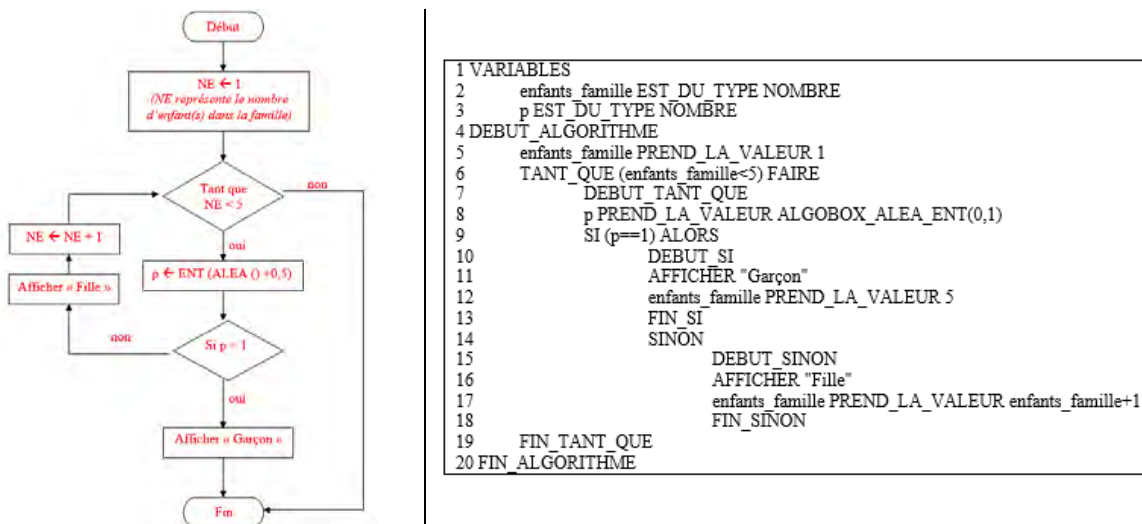 Début
NE ← 1
(NE représente le nombre
d'enfant(s) dans la famille)
Tant que
NE < 5
non
oui
NE ← NE + 1
Afficher « Fille »
p ← ENT (ALEA () +0,5)
non
Si p = 1
oui
Afficher « Garçon »
Fin
1 VARIABLES
2 enfants_famille EST_DU_TYPE NOMBRE
3 p EST_DU_TYPE NOMBRE
4 DEBUT_ALGORITHME
5 enfants_famille PREND_LA_VALEUR 1
6 TANT_QUE (enfants_famille<5) FAIRE
7 DEBUT_TANT_QUE
8 p PREND_LA_VALEUR ALGOBOX_ALEA_ENT(0,1)
9 SI (p==1) ALORS
10 DEBUT_SI
11 AFFICHER "Garçon"
12 enfants_famille PREND_LA_VALEUR 5
13 FIN_SI
14 SINON
15 DEBUT_SINON
16 AFFICHER "Fille"
17 enfants_famille PREND_LA_VALEUR enfants_famille+1
18 FIN_SINON
19 FIN_TANT_QUE
20 FIN_ALGORITHME